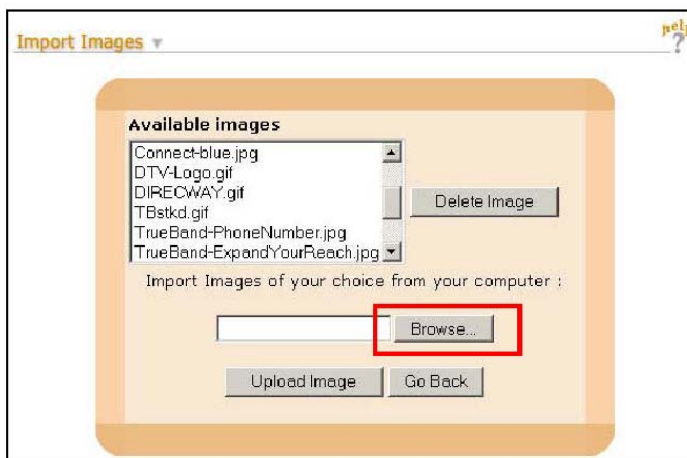 Import Images
help
?
Available images
Connect-blue.jpg
DTV-Logo.gif
DIRECWAY.gif
TBstkd.gif
TrueBand-PhoneNumber.jpg
TrueBand-ExpandYourReach.jpg
Delete Image
Import Images of your choice from your computer :
Browse...
Upload Image Go Back